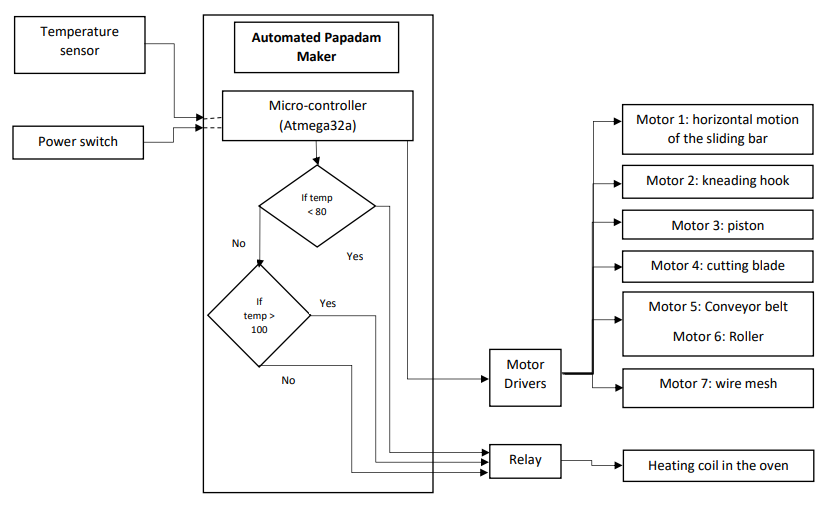 Temperature
sensor
Power switch
Automated Papadam
Maker
Micro-controller
(Atmega32a)
If temp
< 80
No
Yes
If
temp >
100
Yes
No
Motor
Drivers
Relay
Motor 1: horizontal motion
of the sliding bar
Motor 2: kneading hook
Motor 3: piston
Motor 4: cutting blade
Motor 5: Conveyor belt
Motor 6: Roller
Motor 7: wire mesh
Heating coil in the oven